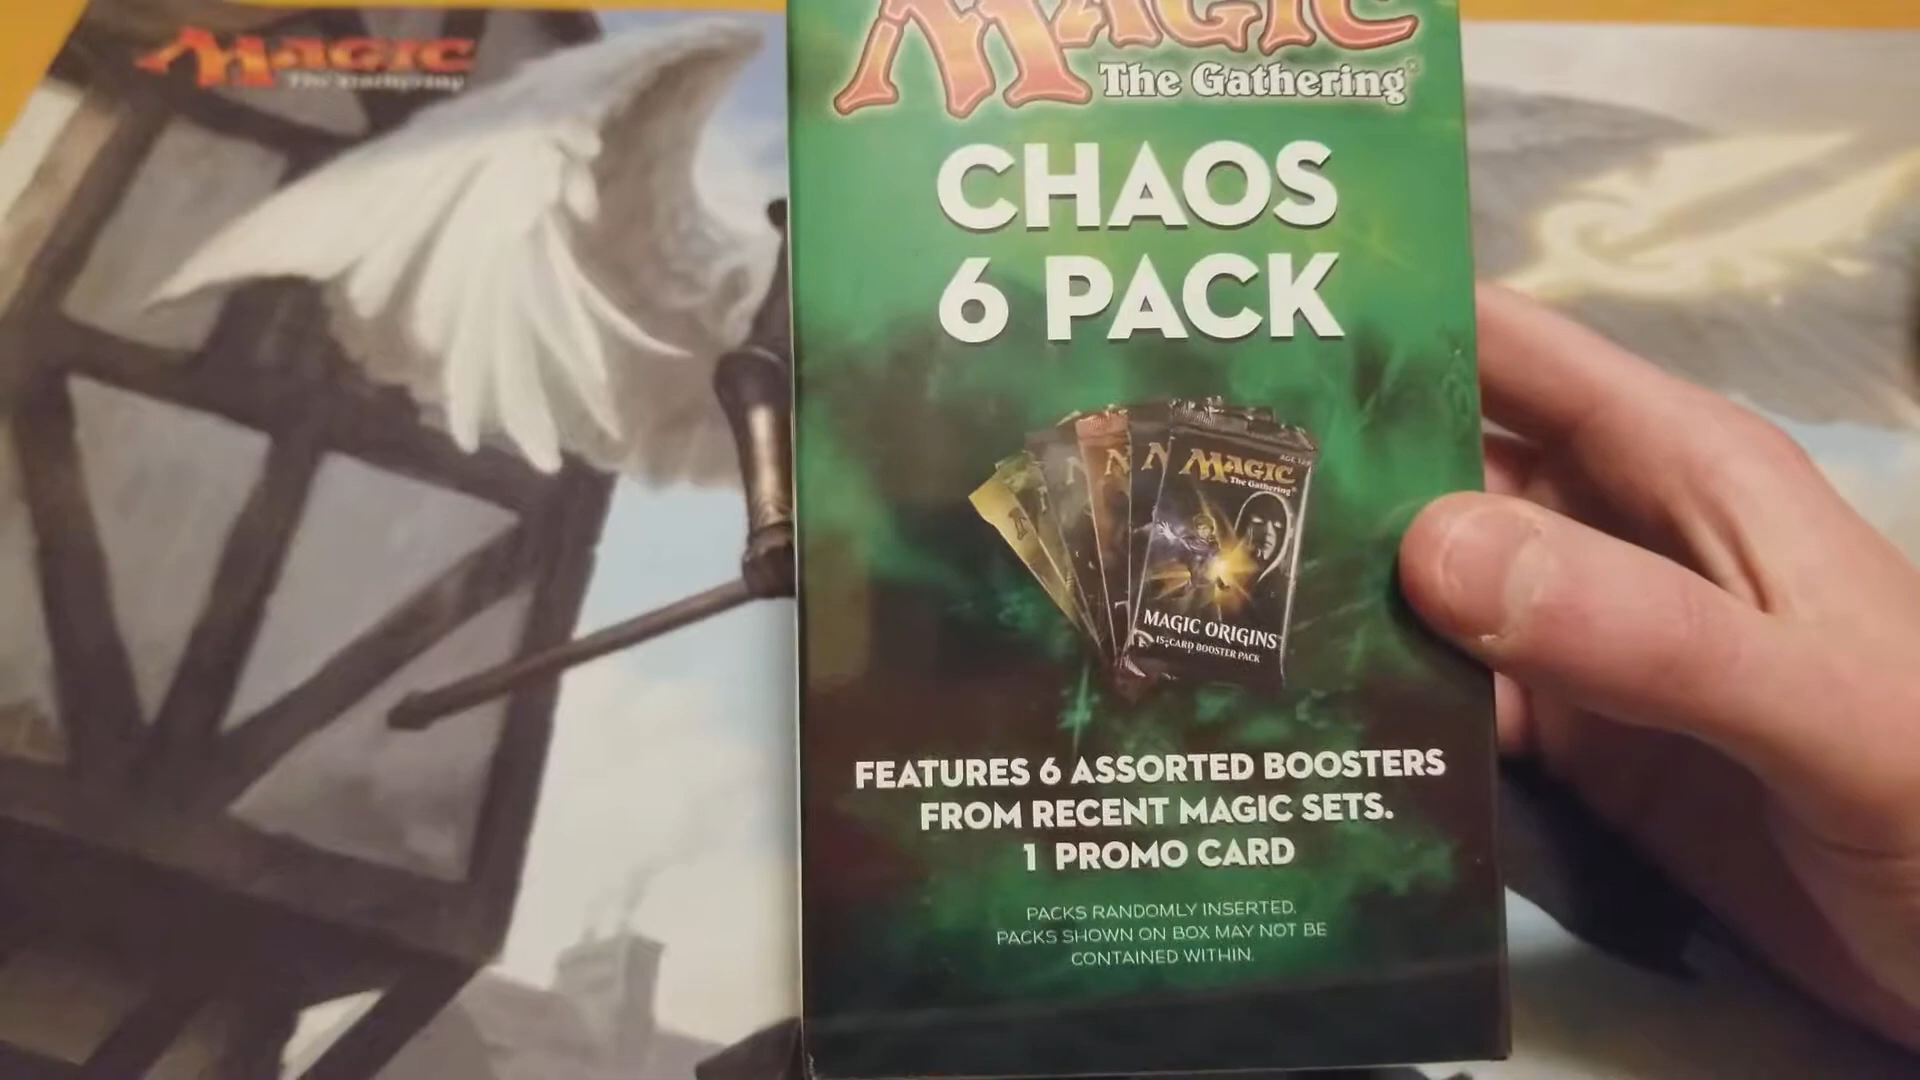 MAGIC
The Gathering
MAGIC
The Gathering
CHAOS
6 PACK
MAGIC
The Gathering
MAGIC ORIGINS
15-CARD BOOSTER PACK
FEATURES 6 ASSORTED BOOSTERS
FROM RECENT MAGIC SETS.
1 PROMO CARD
PACKS RANDOMLY INSERTED.
PACKS SHOWN ON BOX MAY NOT BE
CONTAINED WITHIN.